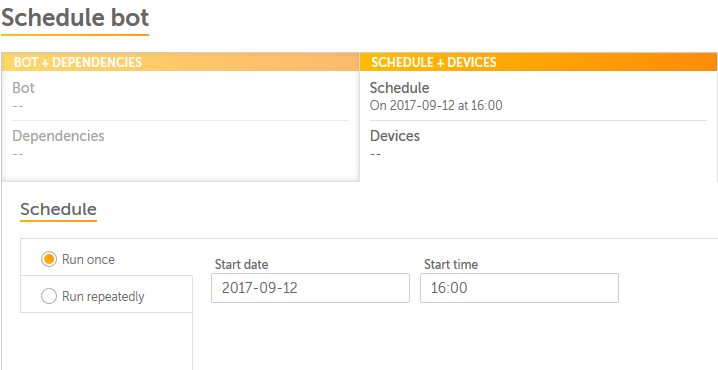 Schedule bot
BOT + DEPENDENCIES
Bot
--
Dependencies
--
SCHEDULE + DEVICES
Schedule
On 2017-09-12 at 16:00
Devices
--
Schedule
Run once
Run repeatedly
Start date
2017-09-12
Start time
16:00